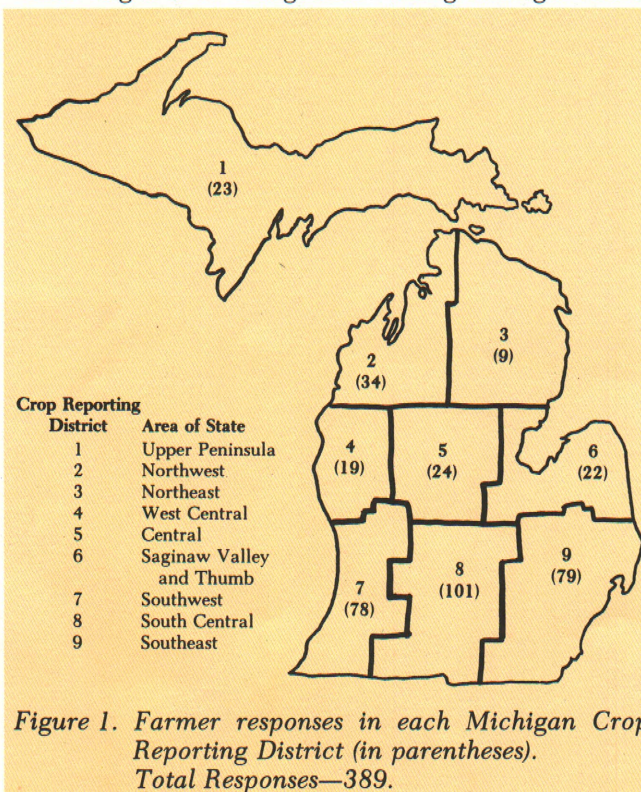 1
(23)
2
(34)
3
(9)
4
(19)
5
(24)
6
(22)
7
(78)
8
(101)
9
(79)
Crop Reporting
District Area of State
1 Upper Peninsula
2 Northwest
3 Northeast
4 West Central
5 Central
6 Saginaw Valley
and Thumb
7 Southwest
8 South Central
9 Southeast
Figure 1. Farmer responses in each Michigan Crop
Reporting District (in parentheses).
Total Responses—389.